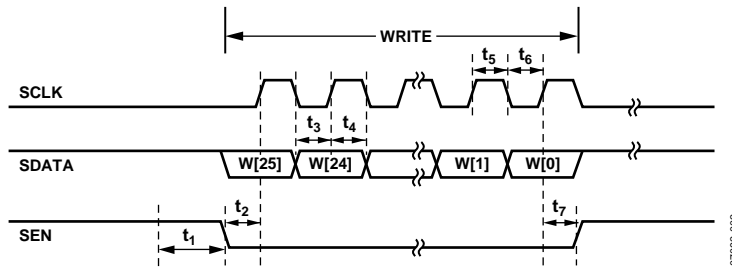 WRITE
t5 t6
SCLK
t3 t4
SDATA
W[25] W[24] W[1] W[0]
t2 t7
SEN
t1